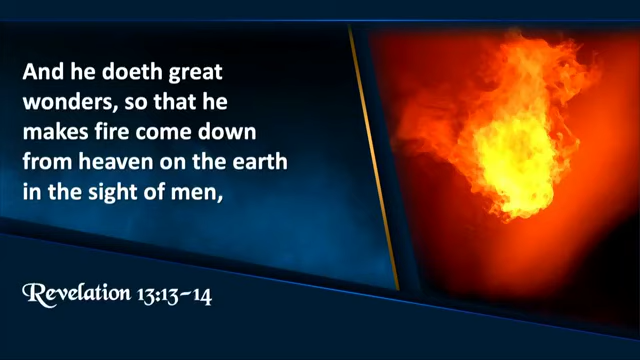 And he doeth great
wonders, so that he
makes fire come down
from heaven on the earth
in the sight of men,
Revelation 13:13–14